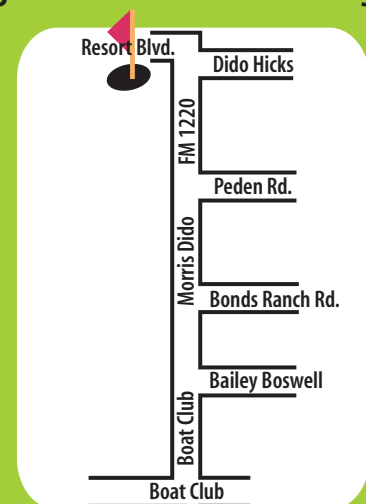 Resort Blvd.
Dido Hicks
FM 1220
Peden Rd.
Morris Dido
Bonds Ranch Rd.
Bailey Boswell
Boat Club
Boat Club